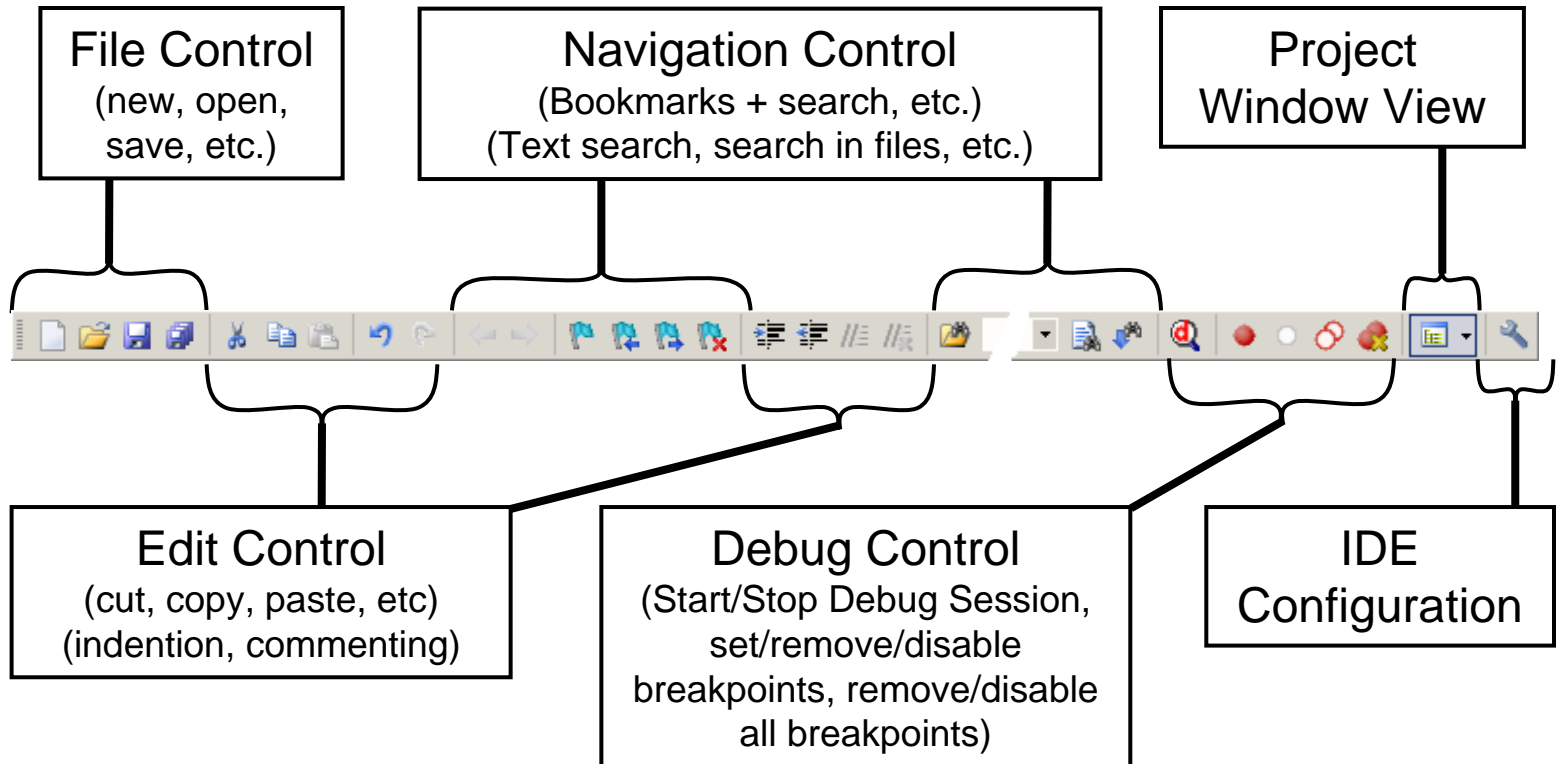 File Control
(new, open,
save, etc.)
Navigation Control
(Bookmarks + search, etc.)
(Text search, search in files, etc.)
Project
Window View
Edit Control
(cut, copy, paste, etc)
(indention, commenting)
Debug Control
(Start/Stop Debug Session,
set/remove/disable
breakpoints, remove/disable
all breakpoints)
IDE
Configuration